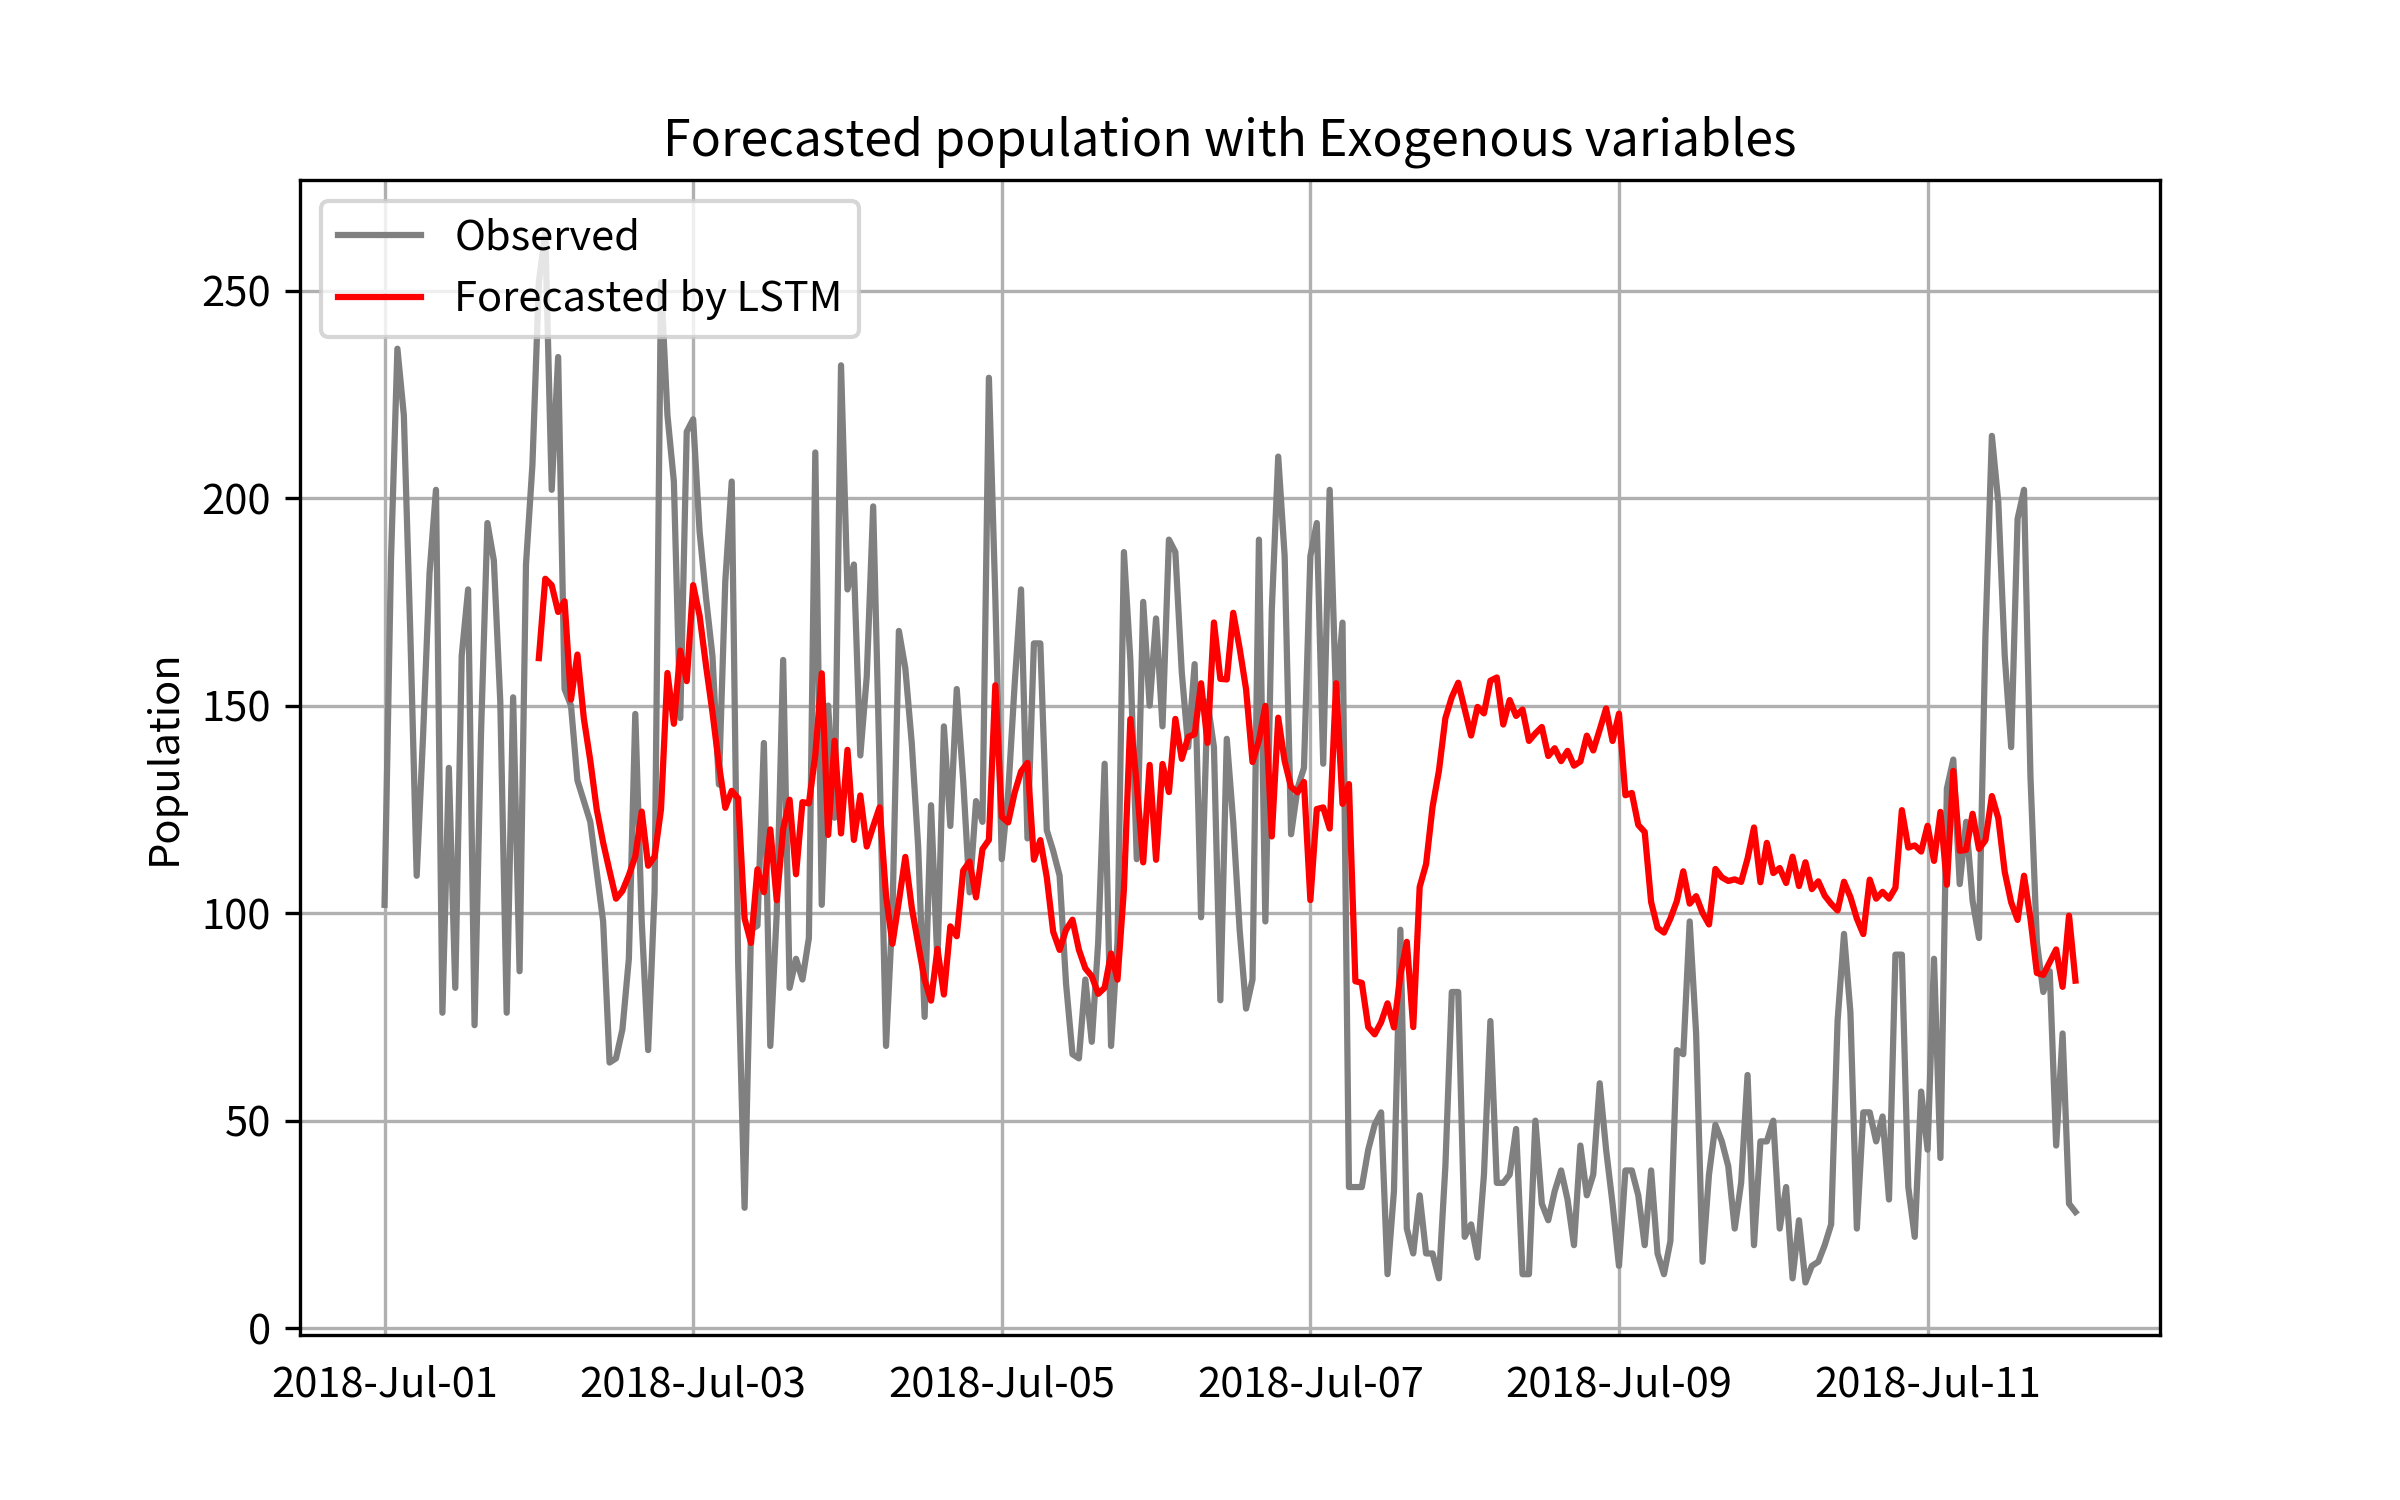 Forecasted population with Exogenous variables
Observed
Forecasted by LSTM
Population
250
200
150
100
50
0
2018-Jul-01
2018-Jul-03
2018-Jul-05
2018-Jul-07
2018-Jul-09
2018-Jul-11